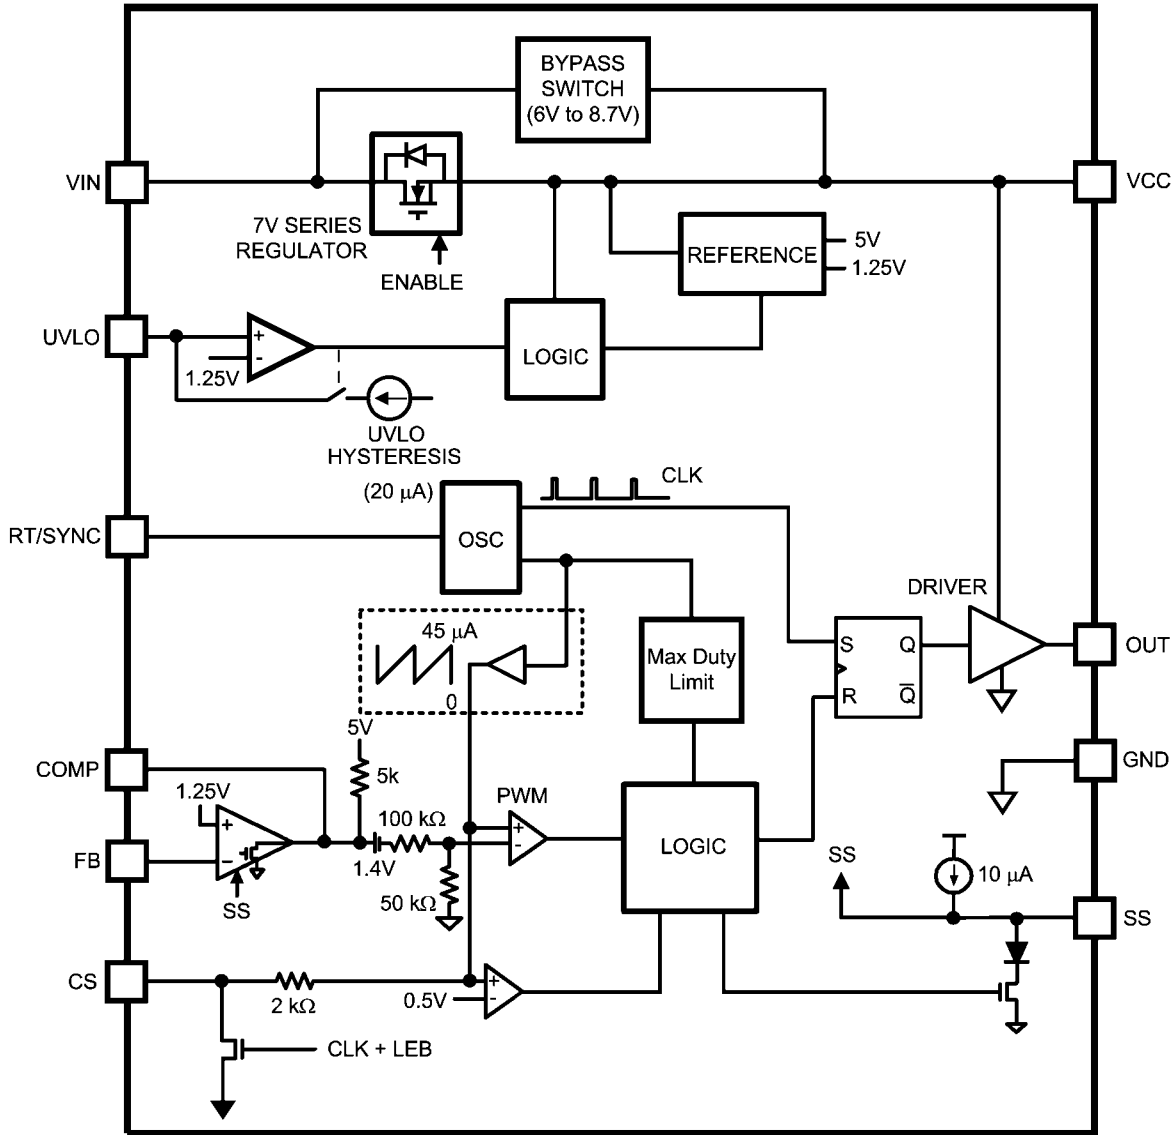 BYPASS
SWITCH
(6V to 8.7V)
VIN
VCC
7V SERIES
REGULATOR
ENABLE
REFERENCE
5V
1.25V
UVLO
+
-
1.25V
LOGIC
UVLO
HYSTERESIS
(20 µA)
CLK
RT/SYNC
OSC
DRIVER
45 µA
0
Max Duty
Limit
S
Q
R
Q̅
OUT
5V
5k
COMP
GND
1.25V
+
−
FB
SS
100 kΩ
1.4V
50 kΩ
PWM
+
-
LOGIC
SS
10 µA
SS
CS
2 kΩ
0.5V
+
-
CLK + LEB